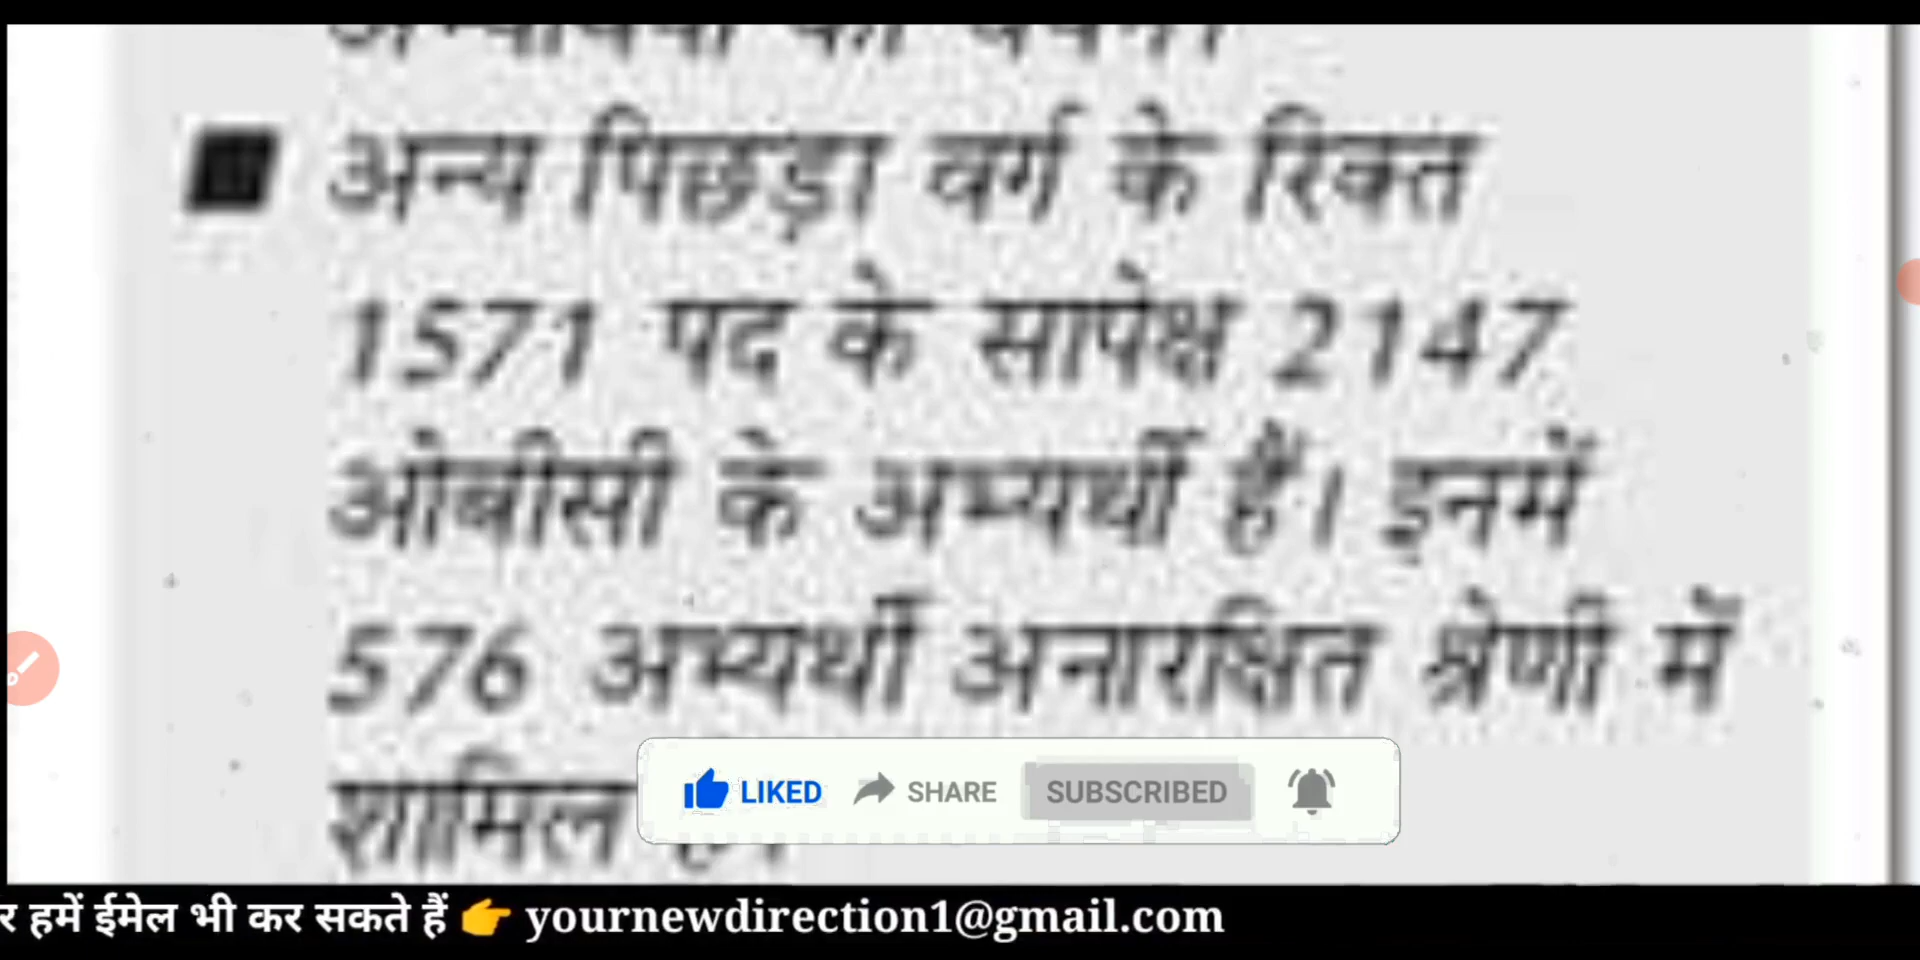 ■ अन्य पिछड़ा वर्ग के रिक्त
1571 पद के सापेक्ष 2147
ओबीसी के अभ्यर्थी हैं। इनमें
576 अभ्यर्थी अनारक्षित श्रेणी में
शामिल
LIKED SHARE SUBSCRIBED
र हमें ईमेल भी कर सकते हैं 👉 yournewdirection1@gmail.com